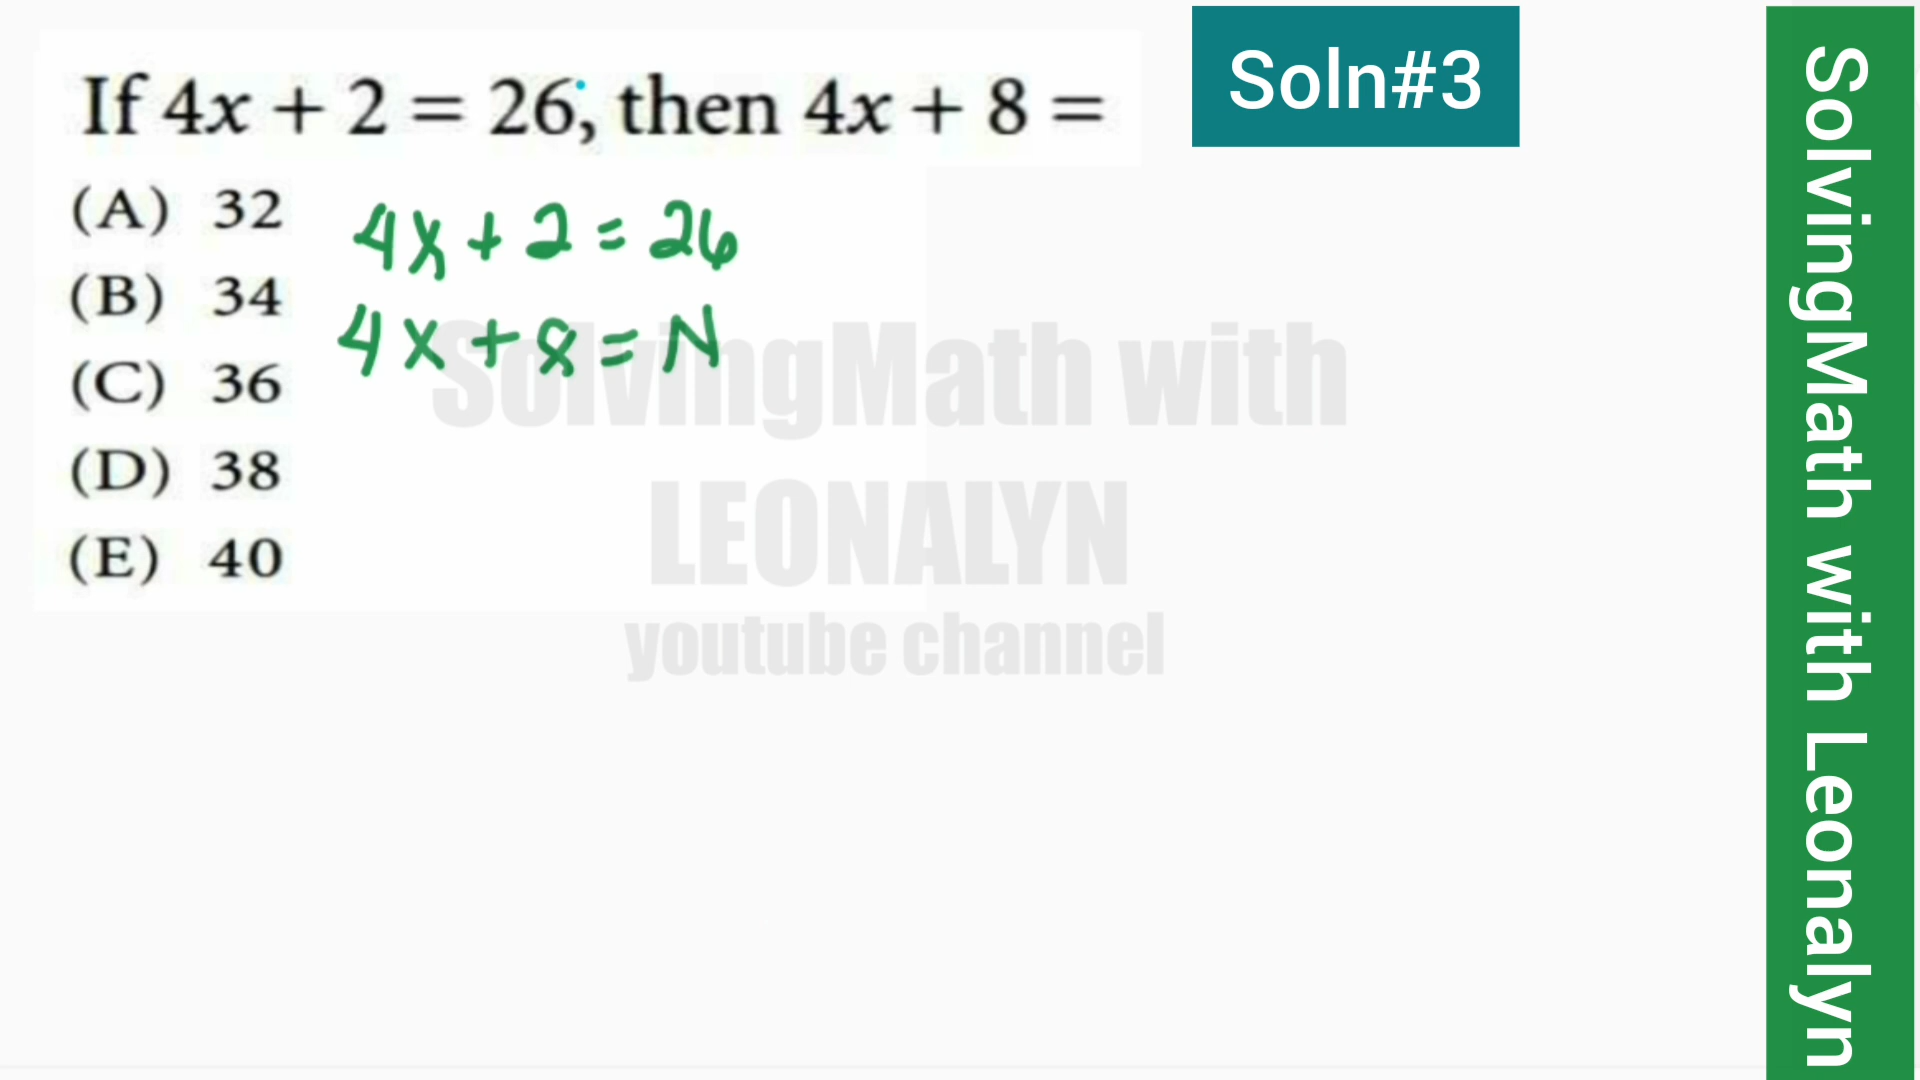 If 4x + 2 = 26, then 4x + 8 =
Soln#3
(A) 32
(B) 34
(C) 36
(D) 38
(E) 40
4x + 2 = 26
4x + 8 = N
SolvingMath with
LEONALYN
youtube channel
SolvingMath with Leonalyn